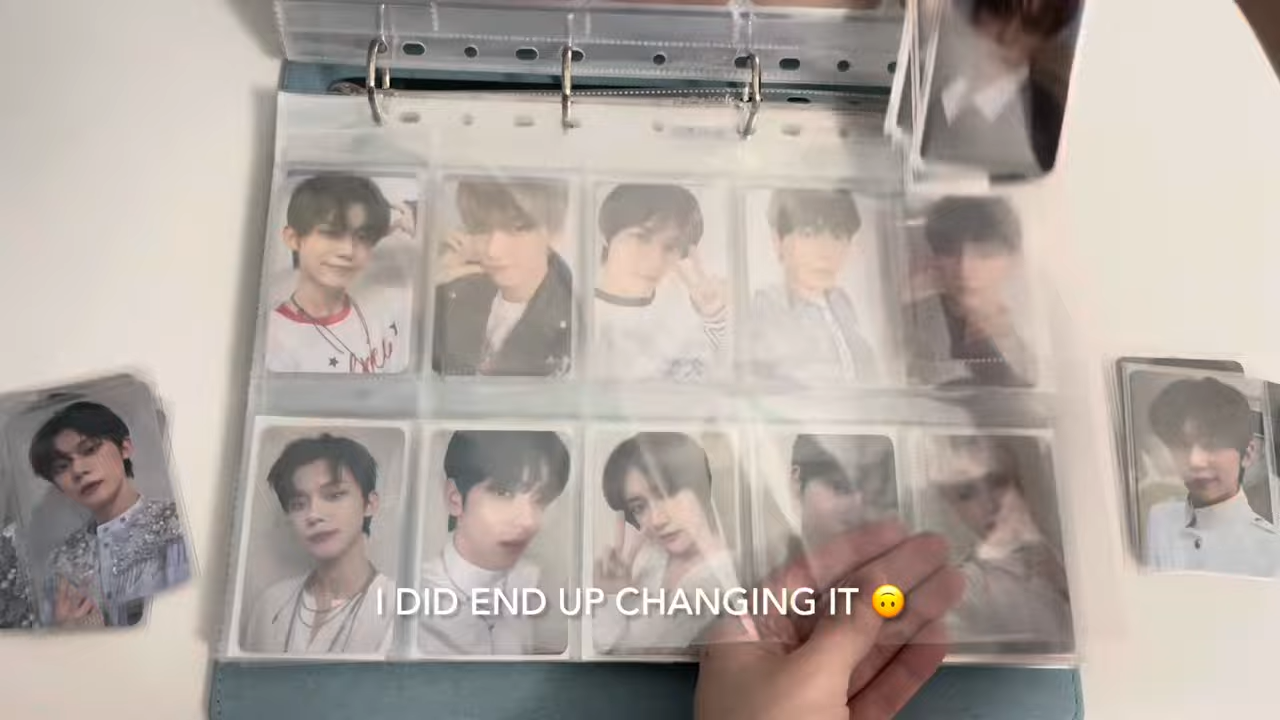 I DID END UP CHANGING IT 🙃